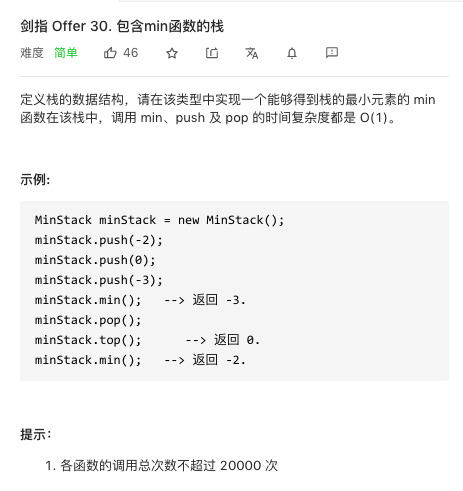 剑指 Offer 30. 包含min函数的栈
难度 简单 46
定义栈的数据结构，请在该类型中实现一个能够得到栈的最小元素的 min
函数在该栈中，调用 min、push 及 pop 的时间复杂度都是 O(1)。
示例:
MinStack minStack = new MinStack();
minStack.push(-2);
minStack.push(0);
minStack.push(-3);
minStack.min();   --> 返回 -3.
minStack.pop();
minStack.top();      --> 返回 0.
minStack.min();   --> 返回 -2.
提示：
1. 各函数的调用总次数不超过 20000 次